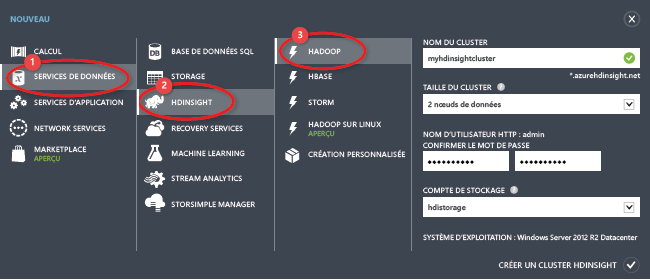 NOUVEAU
1
CALCUL
SERVICES DE DONNÉES
SERVICES D'APPLICATION
NETWORK SERVICES
MARKETPLACE
APERÇU
2
DB
BASE DE DONNÉES SQL
STORAGE
HDINSIGHT
RECOVERY SERVICES
MACHINE LEARNING
STREAM ANALYTICS
STORSIMPLE MANAGER
3
HADOOP
HBASE
STORM
HADOOP SUR LINUX
APERÇU
CRÉATION PERSONNALISÉE
NOM DU CLUSTER
myhdinsightcluster
*.azurehdinsight.net
TAILLE DU CLUSTER
2 nœuds de données
NOM D'UTILISATEUR HTTP : admin
CONFIRMER LE MOT DE PASSE
•••••••••• ••••••••••
COMPTE DE STOCKAGE
hdistorage
SYSTÈME D'EXPLOITATION : Windows Server 2012 R2 Datacenter
CRÉER UN CLUSTER HDINSIGHT